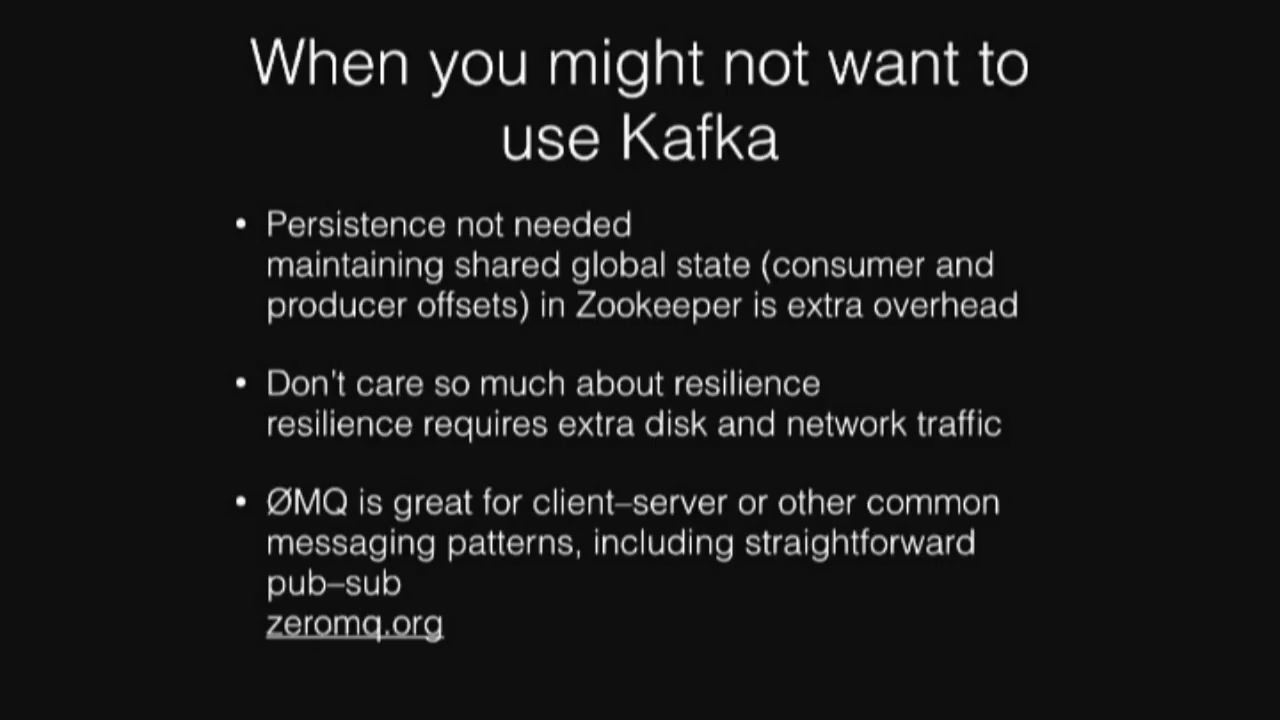 When you might not want to
use Kafka
• Persistence not needed
maintaining shared global state (consumer and
producer offsets) in Zookeeper is extra overhead
• Don't care so much about resilience
resilience requires extra disk and network traffic
• ØMQ is great for client–server or other common
messaging patterns, including straightforward
pub–sub
zeromq.org